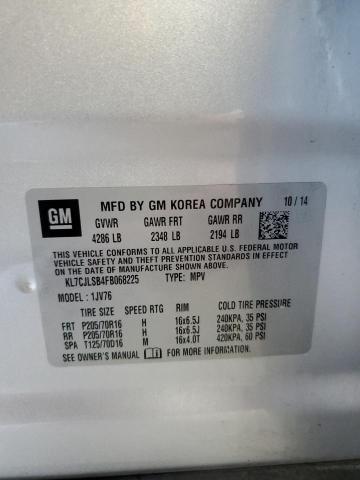 GM
MFD BY GM KOREA COMPANY 10/14
GVWR GAWR FRT GAWR RR
4286 LB 2348 LB 2194 LB
THIS VEHICLE CONFORMS TO ALL APPLICABLE U.S. FEDERAL MOTOR
VEHICLE SAFETY AND THEFT PREVENTION STANDARDS IN EFFECT ON
THE DATE OF MANUFACTURE SHOWN ABOVE.
KL7CJLSB4FB068225 TYPE: MPV
MODEL : 1JV76
TIRE SIZE SPEED RTG RIM COLD TIRE PRESSURE
FRT P205/70R16 H 16x6.5J 240KPA, 35 PSI
RR P205/70R16 H 16x6.5J 240KPA, 35 PSI
SPA T125/70D16 M 16x4.0T 420KPA, 60 PSI
SEE OWNER'S MANUAL FOR MORE INFORMATION